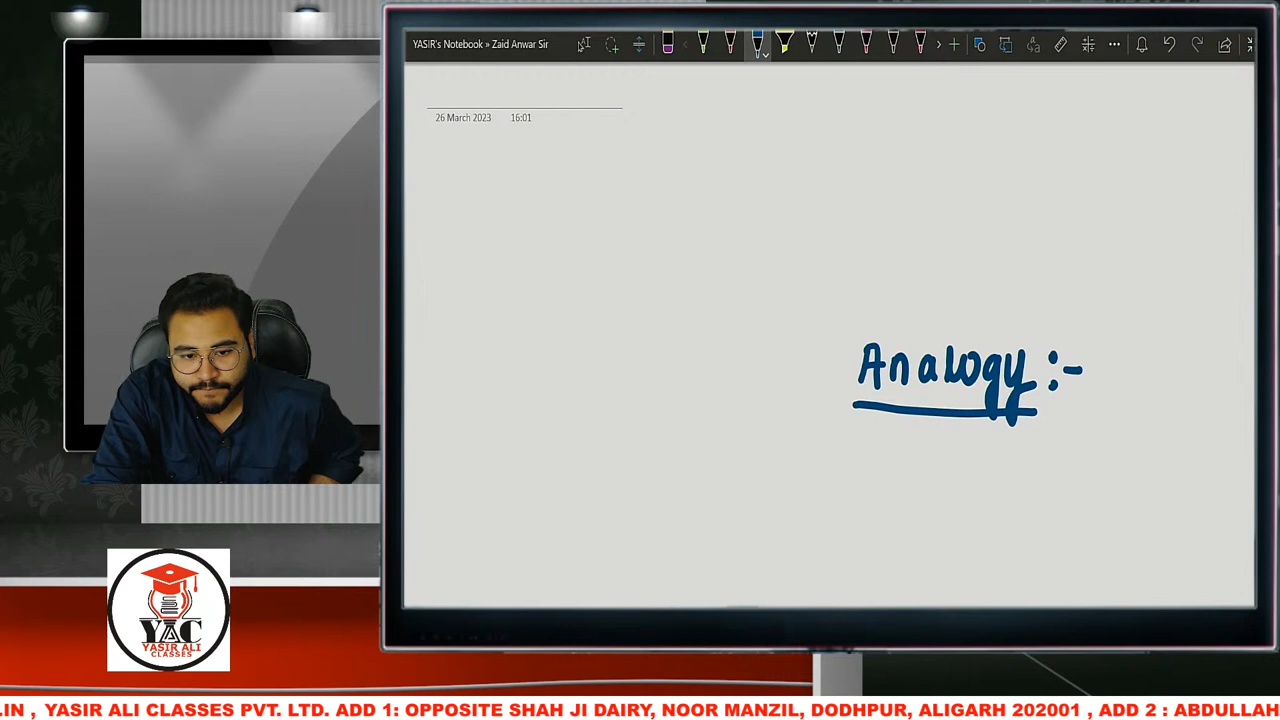 YASIR's Notebook » Zaid Anwar Sir
26 March 2023 16:01
Analogy :-
YAC
YASIR ALI
CLASSES
.IN , YASIR ALI CLASSES PVT. LTD. ADD 1: OPPOSITE SHAH JI DAIRY, NOOR MANZIL, DODHPUR, ALIGARH 202001 , ADD 2 : ABDULLAH